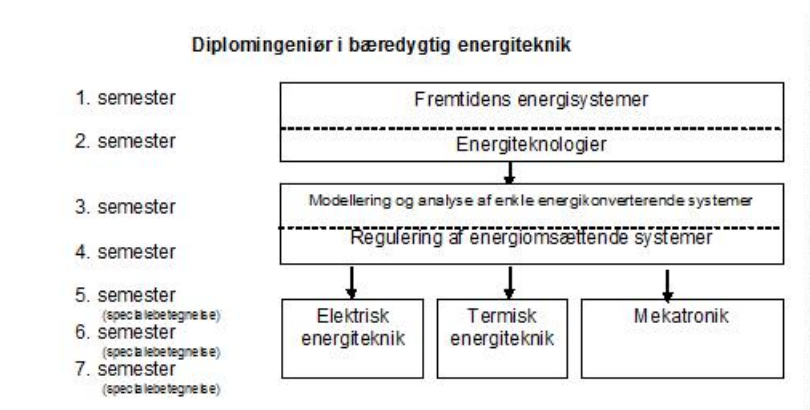 Diplomingeniør i bæredygtig energiteknik
1. semester
Fremtidens energisystemer
2. semester
Energiteknologier
3. semester
Modellering og analyse af enkle energikonverterende systemer
4. semester
Regulering af energiomsættende systemer
5. semester
(specialebetegnelse)
6. semester
(specialebetegnelse)
7. semester
(specialebetegnelse)
Elektrisk
energiteknik
Termisk
energiteknik
Mekatronik